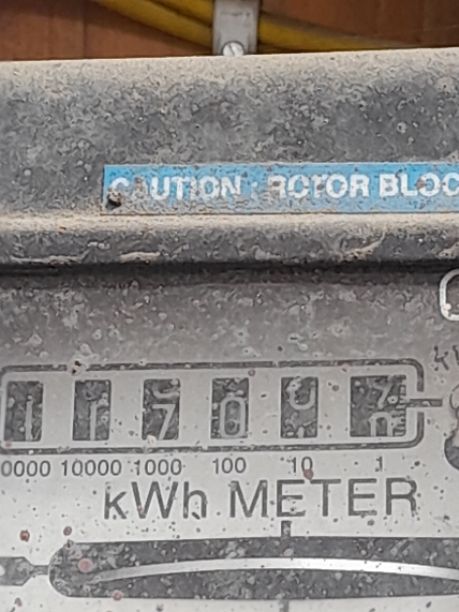 CAUTION : ROTOR BLOC
0000 10000 1000 100 10 1
kWh METER